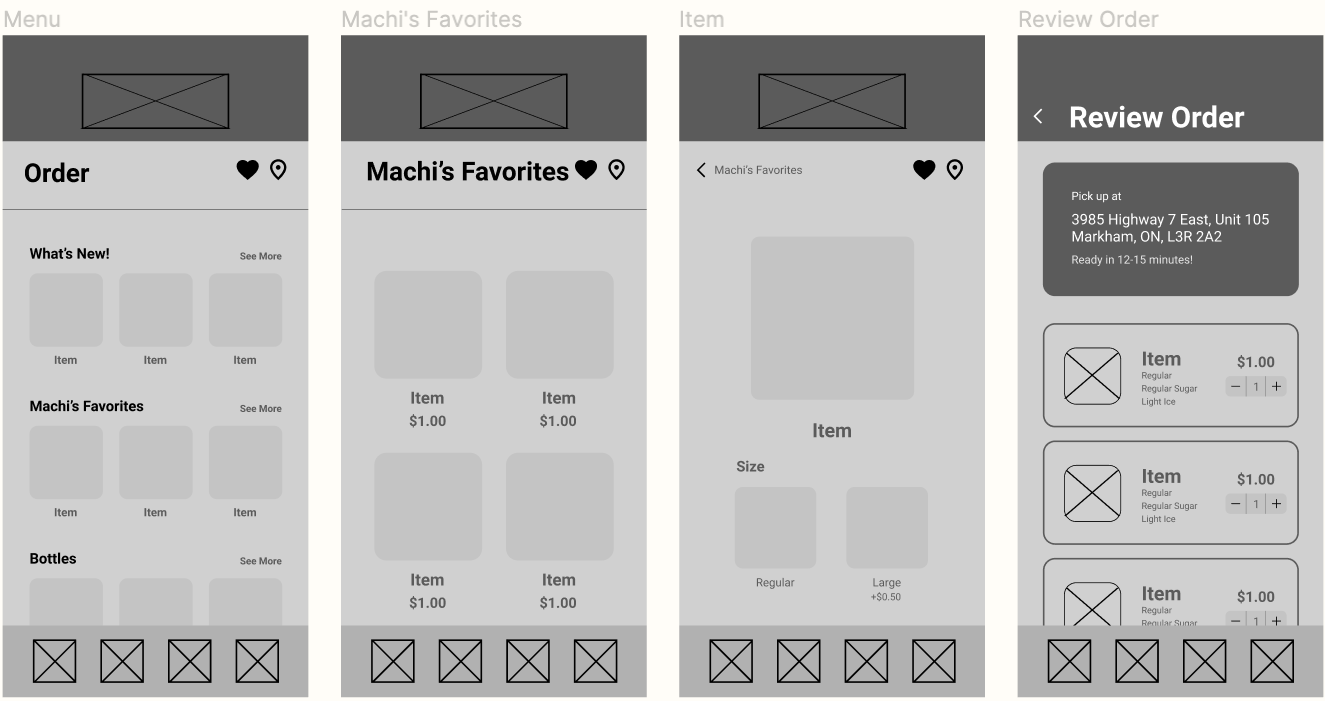 Menu
Order
What's New!
See More
Item
Item
Item
Machi's Favorites
See More
Item
Item
Item
Bottles
See More
Machi's Favorites
Machi's Favorites
Item
Item
$1.00
$1.00
Item
Item
$1.00
$1.00
Item
Machi's Favorites
Item
Size
Regular
Large
+$0.50
Review Order
Review Order
Pick up at
3985 Highway 7 East, Unit 105
Markham, ON, L3R 2A2
Ready in 12-15 minutes!
Item
$1.00
Regular
Regular Sugar
Light Ice
1
Item
$1.00
Regular
Regular Sugar
Light Ice
1
Item
$1.00
Regular
Regular Sugar
1